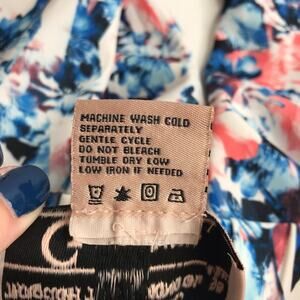 MACHINE WASH COLD
SEPARATELY
GENTLE CYCLE
DO NOT BLEACH
TUMBLE DRY LOW
LOW IRON IF NEEDED